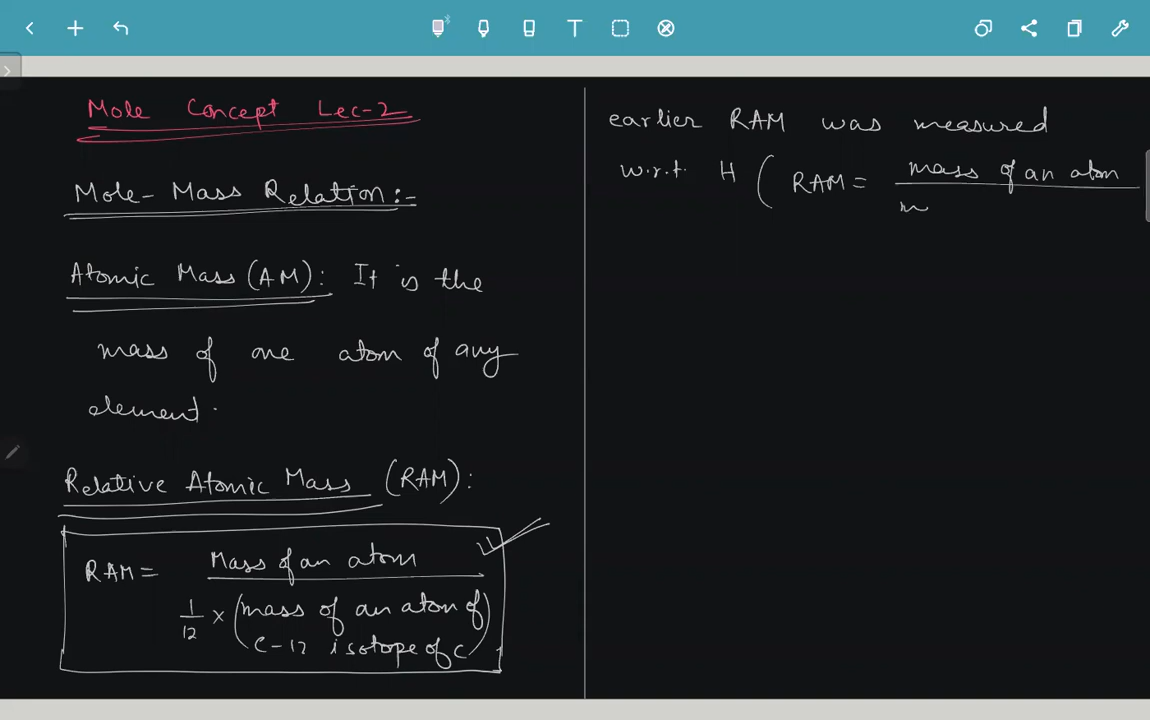 Mole Concept Lec-2
Mole-Mass Relation:-
Atomic Mass (AM): It is the
mass of one atom of any
element.
Relative Atomic Mass (RAM):
RAM = Mass of an atom
1/12 × (mass of an atom of
C-12 isotope of C)
earlier RAM was measured
w.r.t. H (RAM = mass of an atom
m